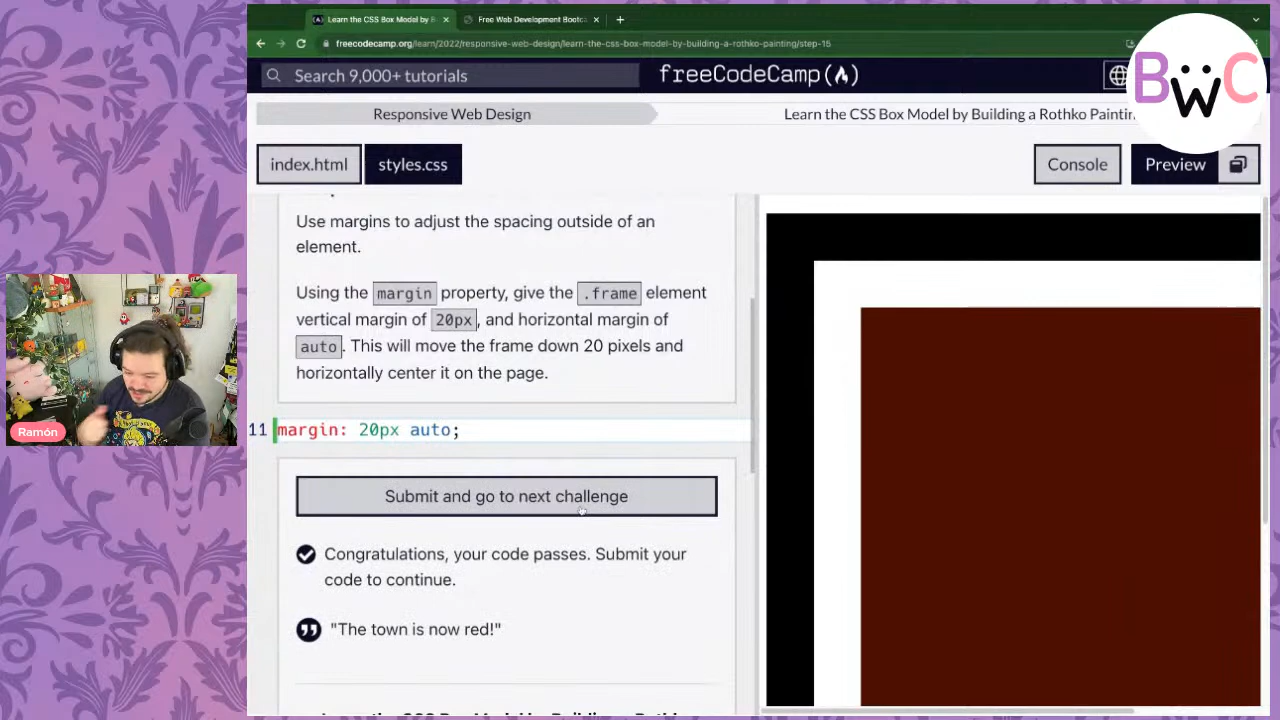 Learn the CSS Box Model by B
Free Web Development Bootc
freecodecamp.org/learn/2022/responsive-web-design/learn-the-css-box-model-by-building-a-rothko-painting/step-15
BWC
Search 9,000+ tutorials
freeCodeCamp
Responsive Web Design
Learn the CSS Box Model by Building a Rothko Paintin
index.html
styles.css
Console
Preview
Use margins to adjust the spacing outside of an
element.
Using the margin property, give the .frame element
vertical margin of 20px, and horizontal margin of
auto. This will move the frame down 20 pixels and
horizontally center it on the page.
11 margin: 20px auto;
Submit and go to next challenge
Congratulations, your code passes. Submit your
code to continue.
"The town is now red!"
Ramón